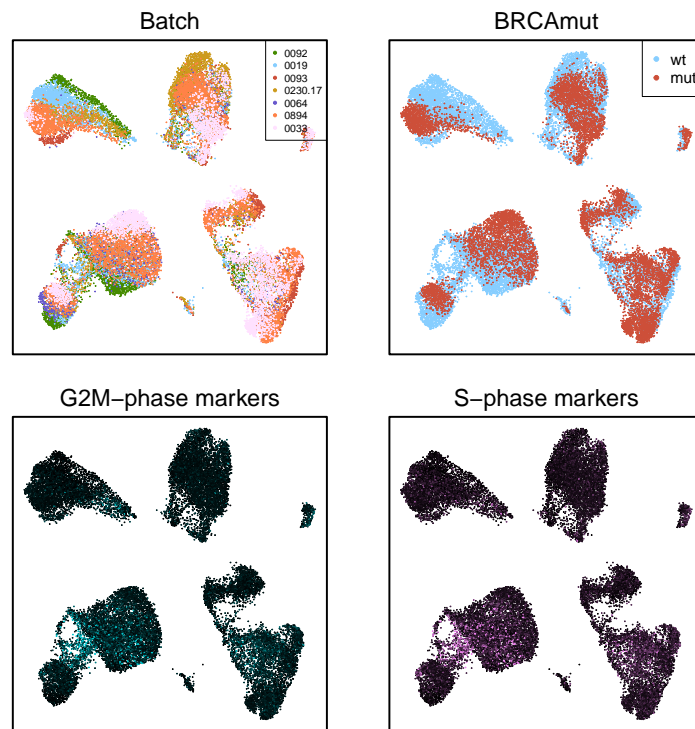 Batch
0092
0019
0093
0230.17
0064
0894
0033
BRCAmut
wt
mut
G2M−phase markers
S−phase markers